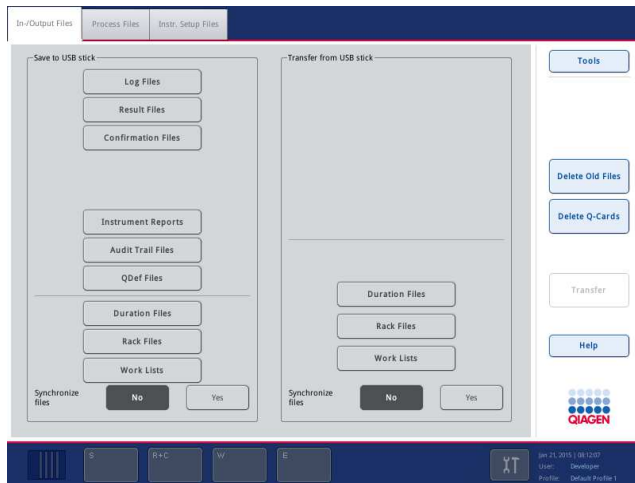 In-/Output Files
Process Files
Instr. Setup Files
Save to USB stick
Log Files
Result Files
Confirmation Files
Instrument Reports
Audit Trail Files
QDef Files
Duration Files
Rack Files
Work Lists
Synchronize
files
No
Yes
Transfer from USB stick
Duration Files
Rack Files
Work Lists
Synchronize
files
No
Yes
Tools
Delete Old Files
Delete Q-Cards
Transfer
Help
QIAGEN
S
R+C
W
E
Jan 21, 2015 | 08:12:07
User: Developer
Profile: Default Profile 1